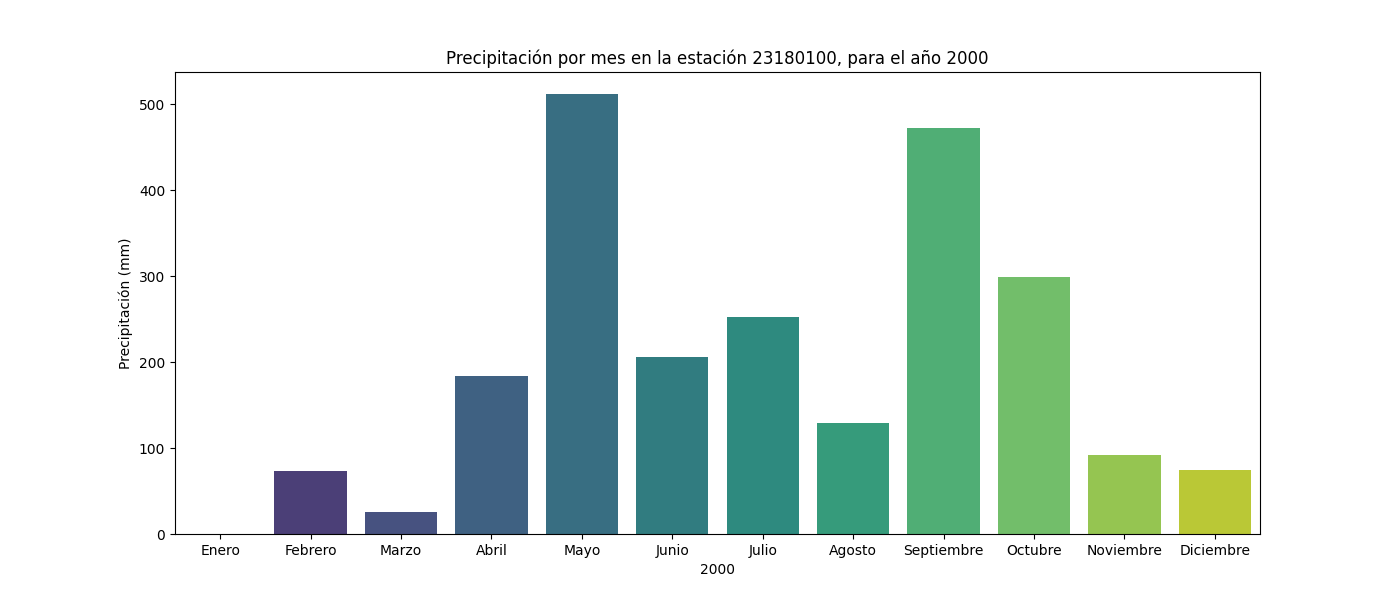 Precipitación por mes en la estación 23180100, para el año 2000
Precipitación (mm)
500
400
300
200
100
0
Enero Febrero Marzo Abril Mayo Junio Julio Agosto Septiembre Octubre Noviembre Diciembre
2000